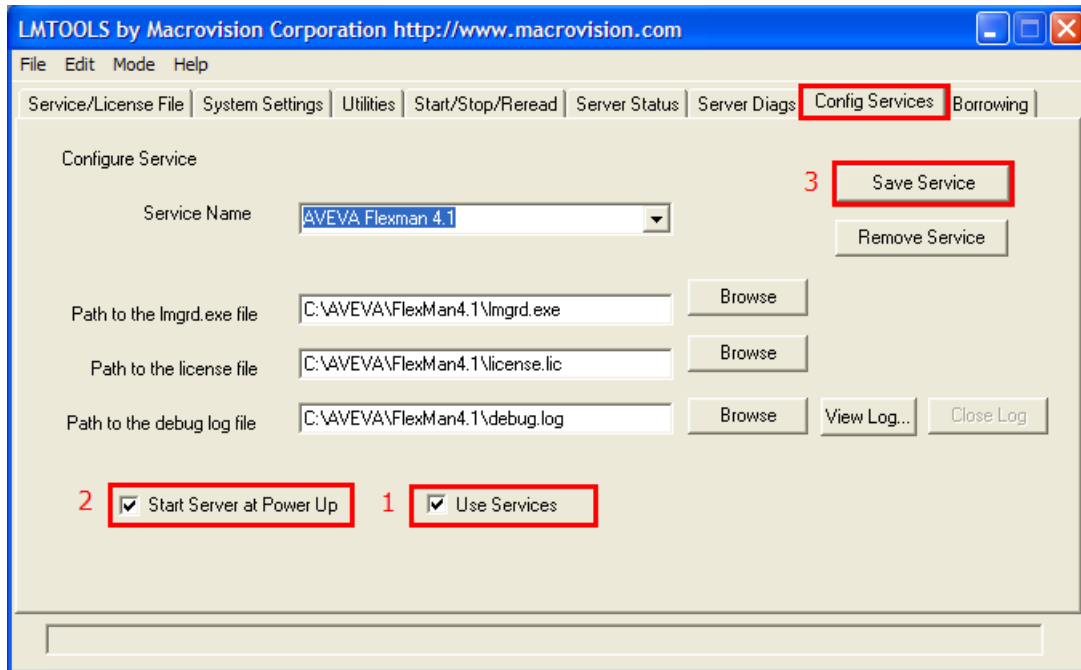 LMTOOLS by Macrovision Corporation http://www.macrovision.com
File Edit Mode Help
Service/License File System Settings Utilities Start/Stop/Reread Server Status Server Diags Config Services Borrowing
Configure Service
3 Save Service
Service Name AVEVA Flexman 4.1
Remove Service
Path to the lmgrd.exe file C:\AVEVA\FlexMan4.1\lmgrd.exe Browse
Path to the license file C:\AVEVA\FlexMan4.1\license.lic Browse
Path to the debug log file C:\AVEVA\FlexMan4.1\debug.log Browse View Log... Close Log
2 Start Server at Power Up 1 Use Services